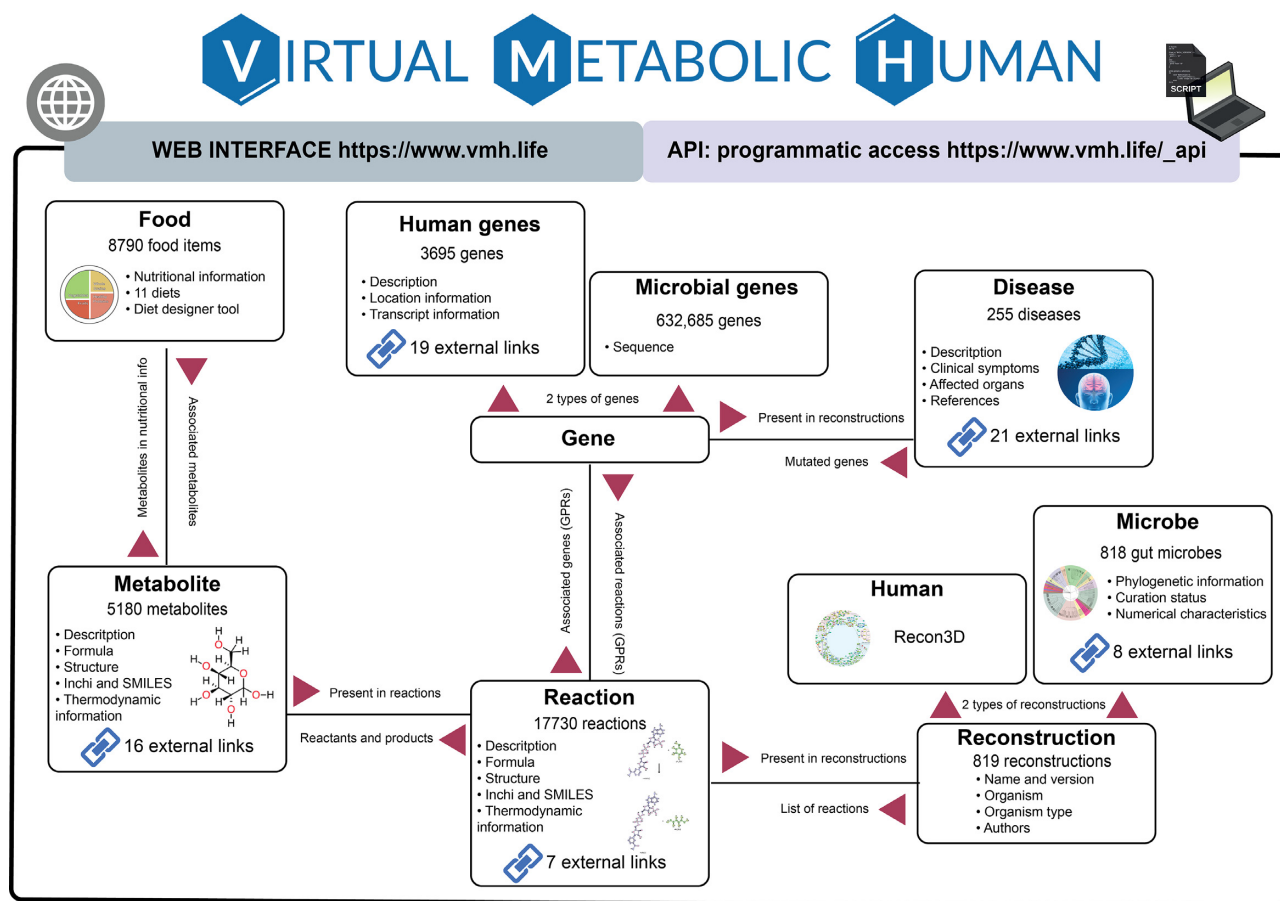 VIRTUAL METABOLIC HUMAN
SCRIPT
WEB INTERFACE https://www.vmh.life
API: programmatic access https://www.vmh.life/_api
Food
8790 food items
• Nutritional information
• 11 diets
• Diet designer tool
Human genes
3695 genes
• Description
• Location information
• Transcript information
19 external links
Microbial genes
632,685 genes
• Sequence
Disease
255 diseases
• Descritption
• Clinical symptoms
• Affected organs
• References
21 external links
2 types of genes
Gene
Present in reconstructions
Mutated genes
Metabolites in nutritional info
Associated metabolites
Associated genes (GPRs)
Associated reactions (GPRs)
Metabolite
5180 metabolites
• Descritption
• Formula
• Structure
• Inchi and SMILES
• Thermodynamic
information
H
O
H
H
H
O
O
H
O
O
H
O
H
16 external links
Present in reactions
Reactants and products
Reaction
17730 reactions
• Descritption
• Formula
• Structure
• Inchi and SMILES
• Thermodynamic
information
7 external links
Human
Recon3D
Microbe
818 gut microbes
• Phylogenetic information
• Curation status
• Numerical characteristics
8 external links
2 types of reconstructions
Reconstruction
819 reconstructions
• Name and version
• Organism
• Organism type
• Authors
Present in reconstructions
List of reactions